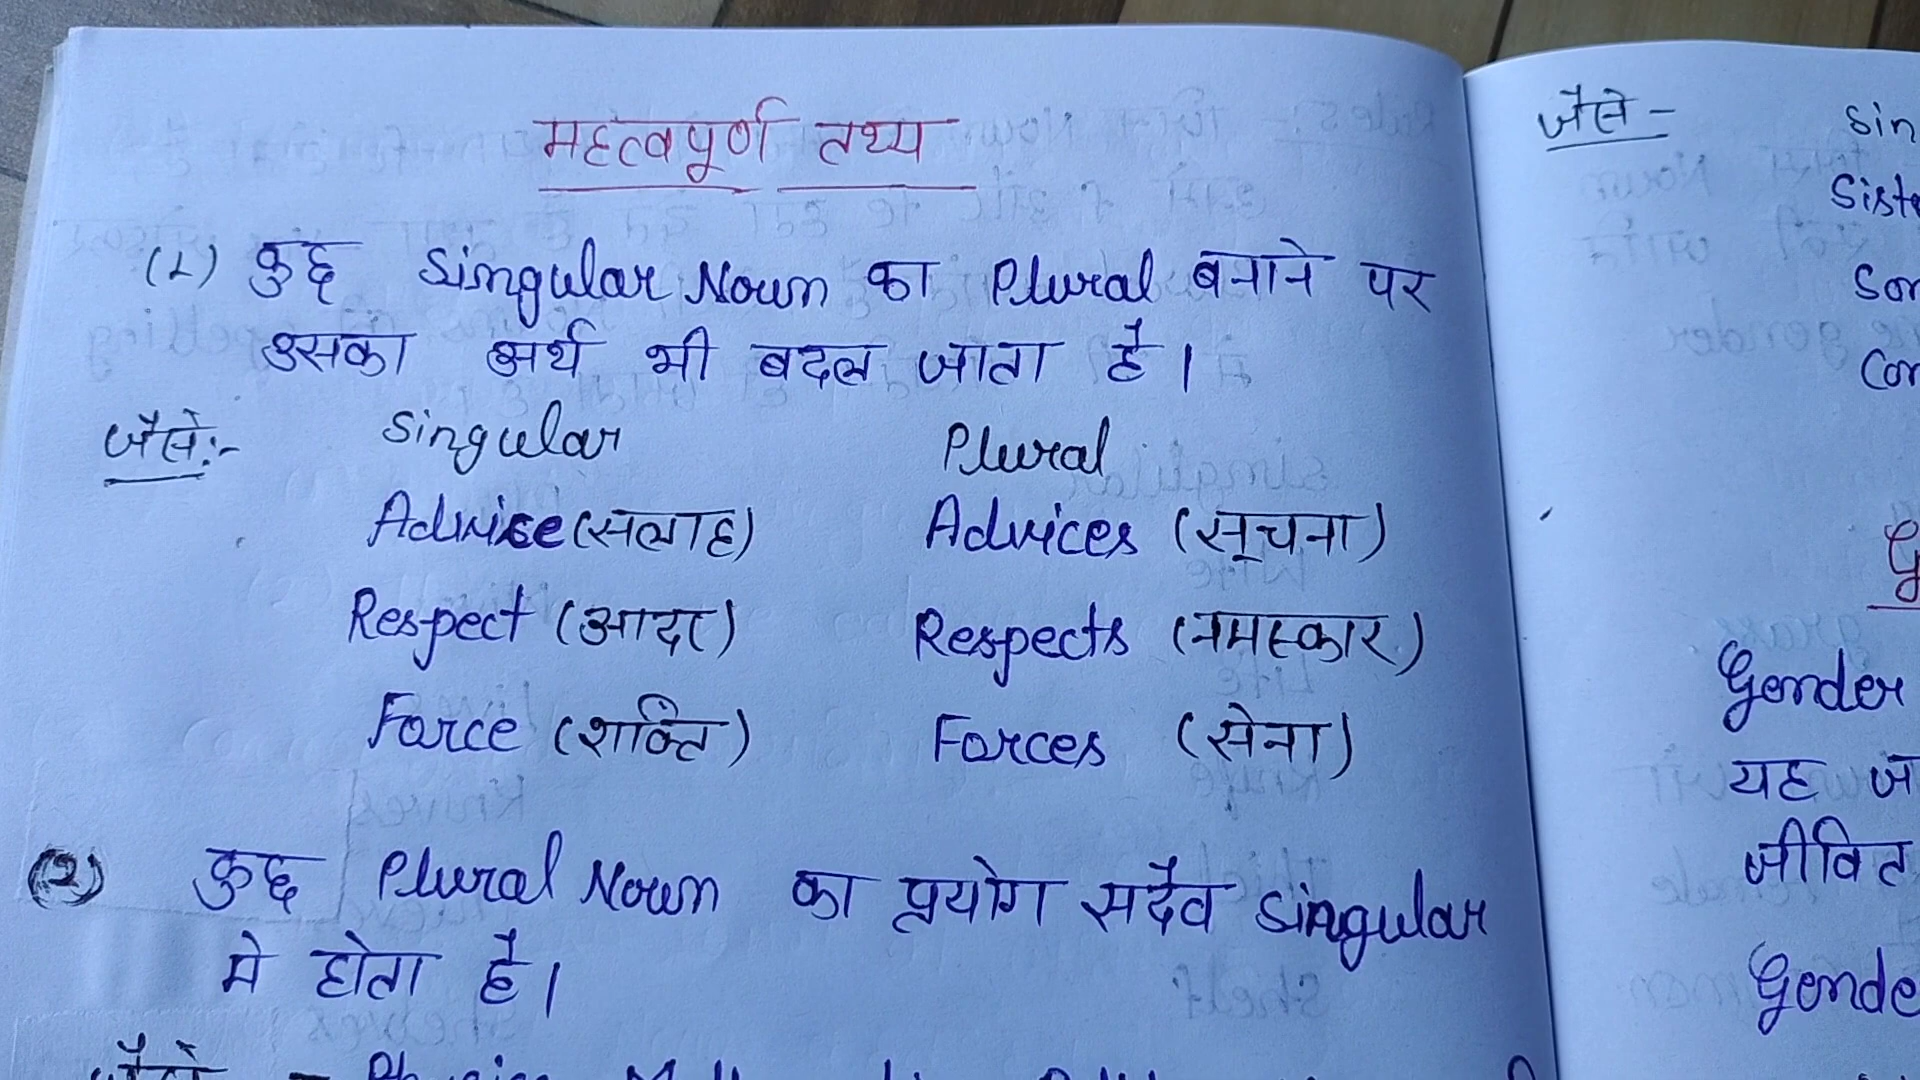 महत्वपूर्ण तथ्य
(1) कुछ Singular Noun का Plural बनाने पर
उसका अर्थ भी बदल जाता है।
जैसे:- Singular Plural
Advice (सलाह) Advices (सूचना)
Respect (आदर) Respects (नमस्कार)
Force (शक्ति) Forces (सेना)
(2) कुछ Plural Noun का प्रयोग सदैव Singular
मे होता है।
जैसे -
जैसे -
Gender
यह
जीवित